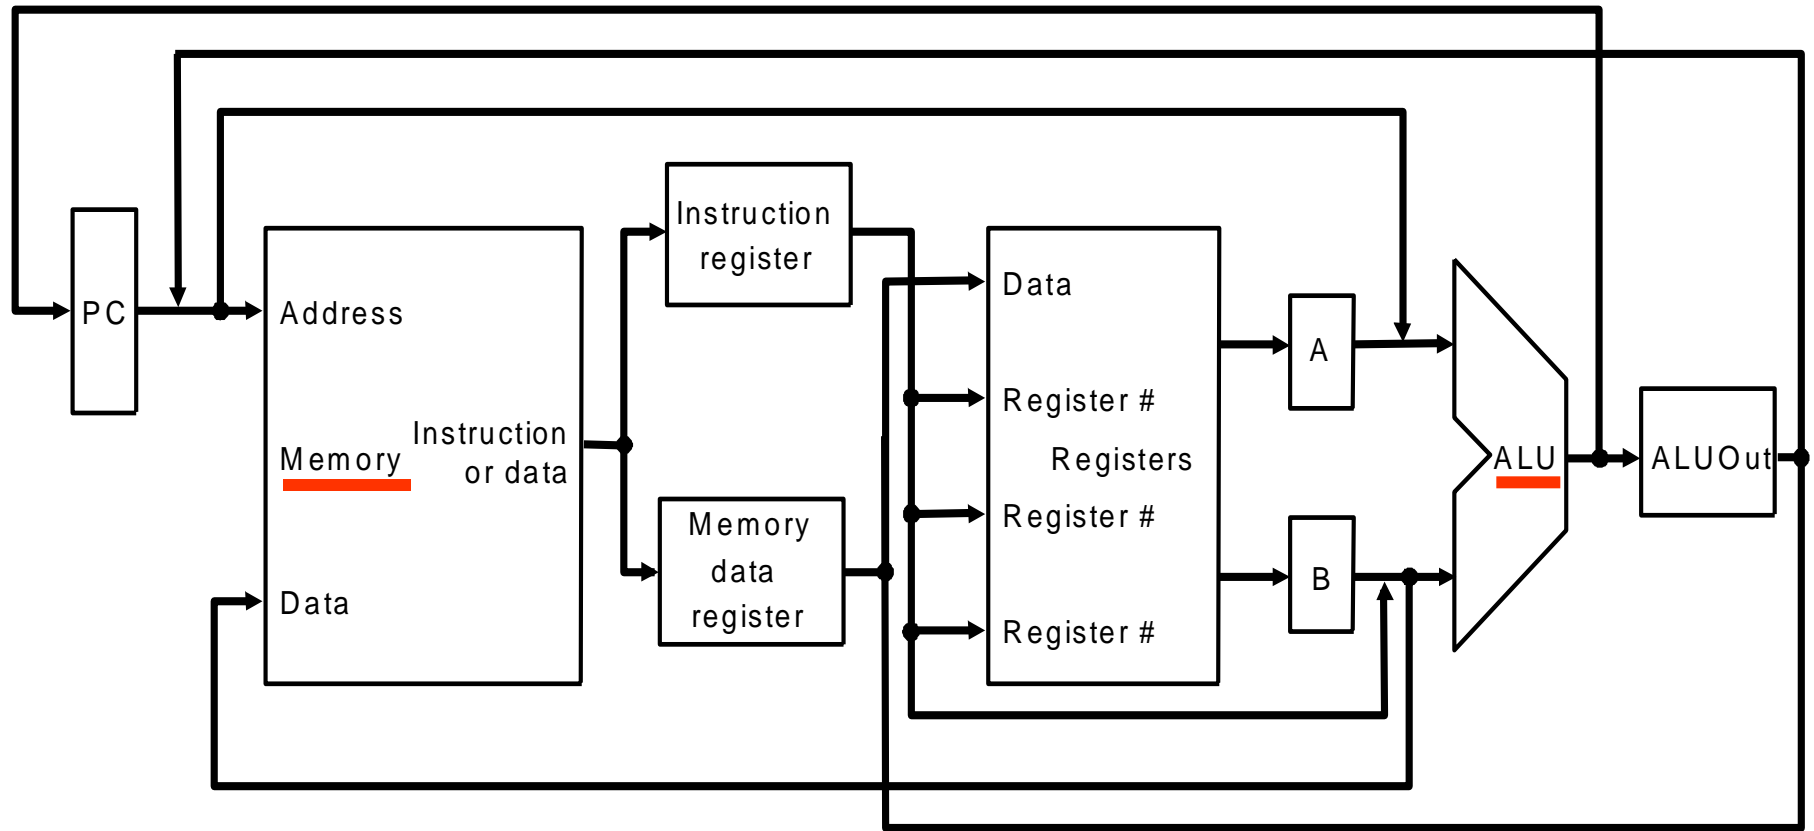 PC
Address
Memory
Instruction
or data
Data
Instruction
register
Memory
data
register
Data
Register #
Registers
Register #
Register #
A
B
ALU
ALUOut